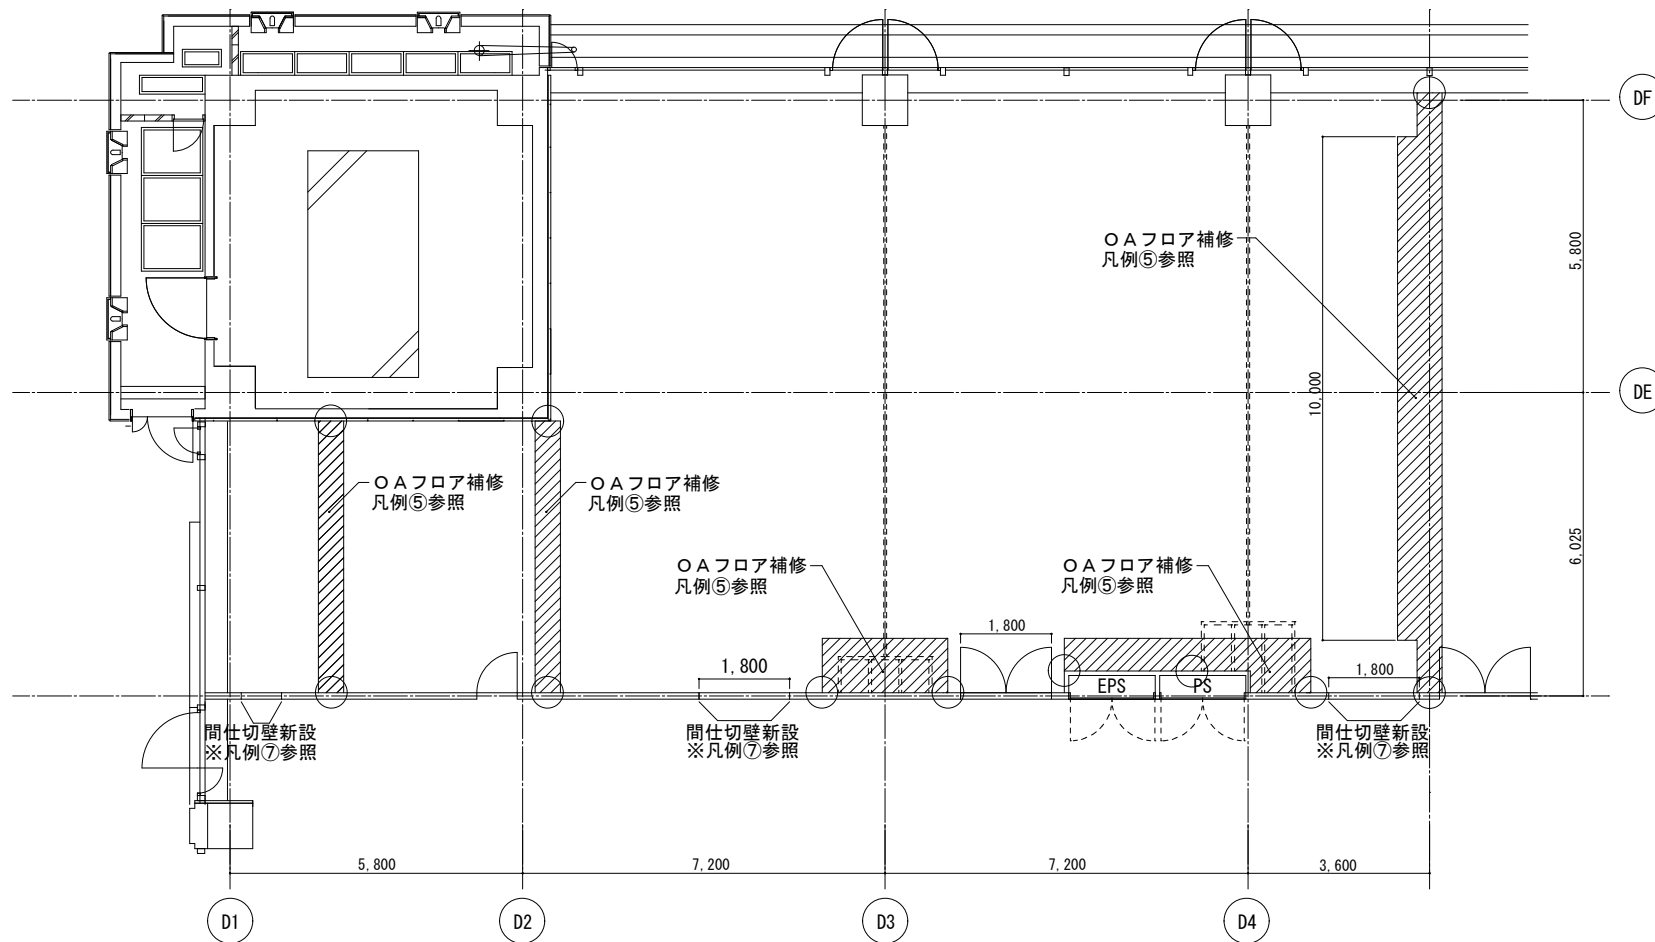 DF
OAフロア補修
凡例⑤参照
5,800
10,000
DE
OAフロア補修
凡例⑤参照
OAフロア補修
凡例⑤参照
6,025
OAフロア補修
凡例⑤参照
OAフロア補修
凡例⑤参照
1,800
1,800
1,800
EPS
PS
間仕切壁新設
※凡例⑦参照
間仕切壁新設
※凡例⑦参照
間仕切壁新設
※凡例⑦参照
5,800
7,200
7,200
3,600
D1
D2
D3
D4